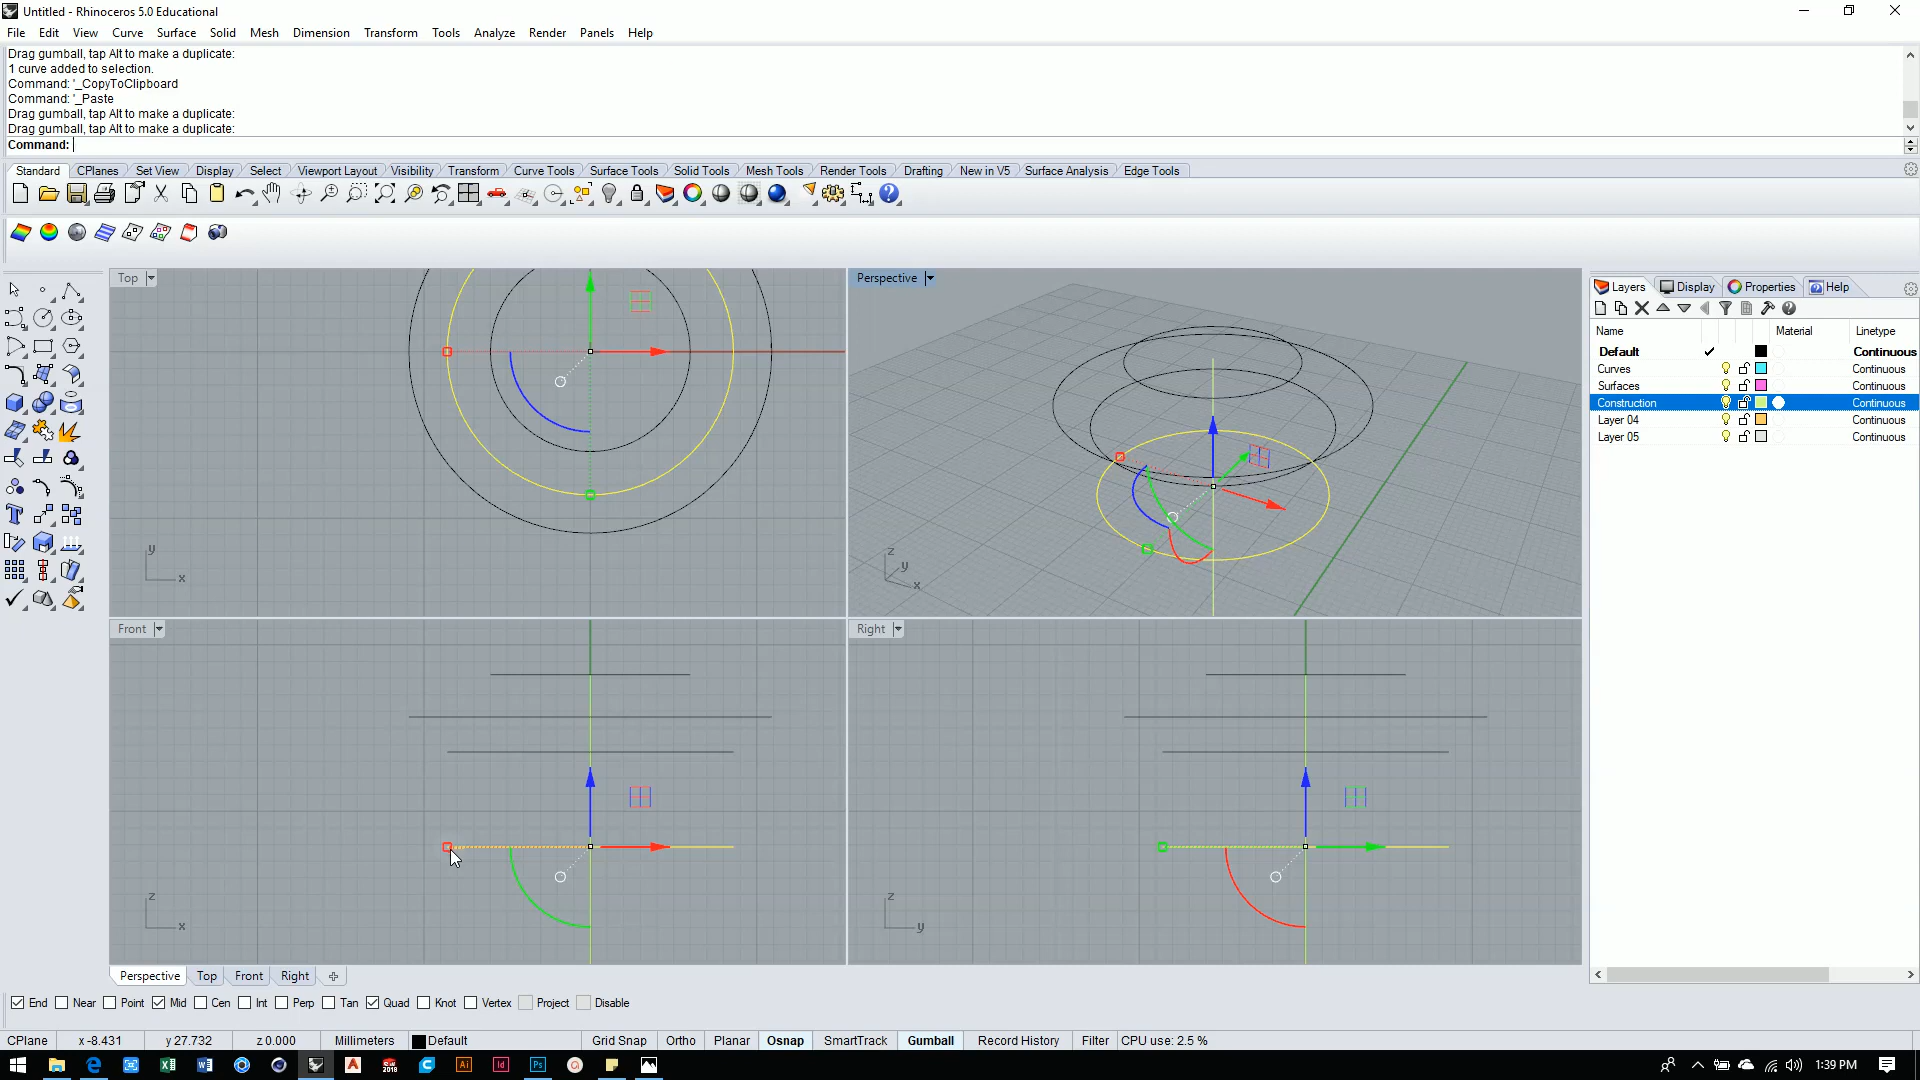 Untitled - Rhinoceros 5.0 Educational
File Edit View Curve Surface Solid Mesh Dimension Transform Tools Analyze Render Panels Help
Drag gumball, tap Alt to make a duplicate:
1 curve added to selection.
Command: '_CopyToClipboard
Command: '_Paste
Drag gumball, tap Alt to make a duplicate:
Drag gumball, tap Alt to make a duplicate:
Command:
Standard CPlanes Set View Display Select Viewport Layout Visibility Transform Curve Tools Surface Tools Solid Tools Mesh Tools Render Tools Drafting New in V5 Surface Analysis Edge Tools
Top
y
x
Perspective
z
y
x
Front
z
x
Right
z
y
Layers Display Properties Help
Name Material Linetype
Default Continuous
Curves Continuous
Surfaces Continuous
Construction Continuous
Layer 04 Continuous
Layer 05 Continuous
Perspective Top Front Right
End Near Point Mid Cen Int Perp Tan Quad Knot Vertex Project Disable
CPlane x -8.431 y 27.732 z 0.000 Millimeters Default Grid Snap Ortho Planar Osnap SmartTrack Gumball Record History Filter CPU use: 2.5 %
1:39 PM